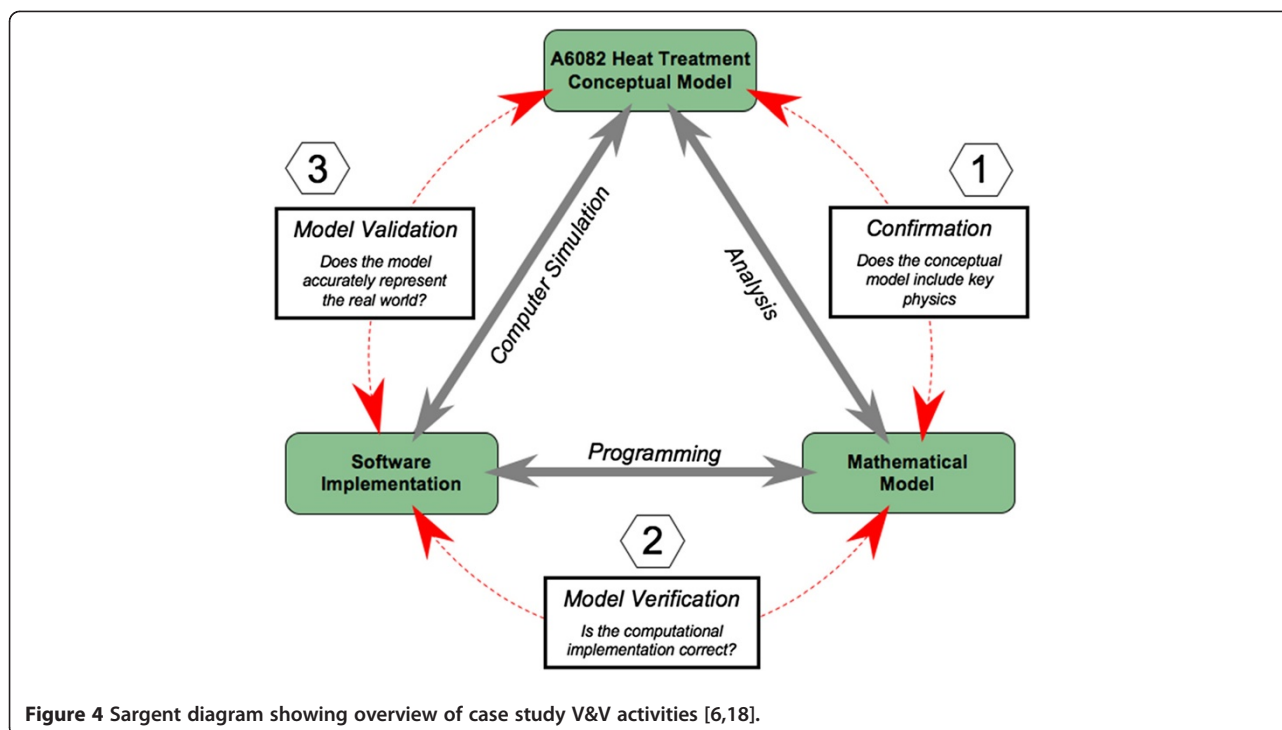 A6082 Heat Treatment
Conceptual Model
3
1
Model Validation
Does the model
accurately represent
the real world?
Computer Simulation
Analysis
Confirmation
Does the conceptual
model include key
physics
Software
Implementation
Programming
Mathematical
Model
2
Model Verification
Is the computational
implementation correct?
Figure 4 Sargent diagram showing overview of case study V&V activities [6,18].